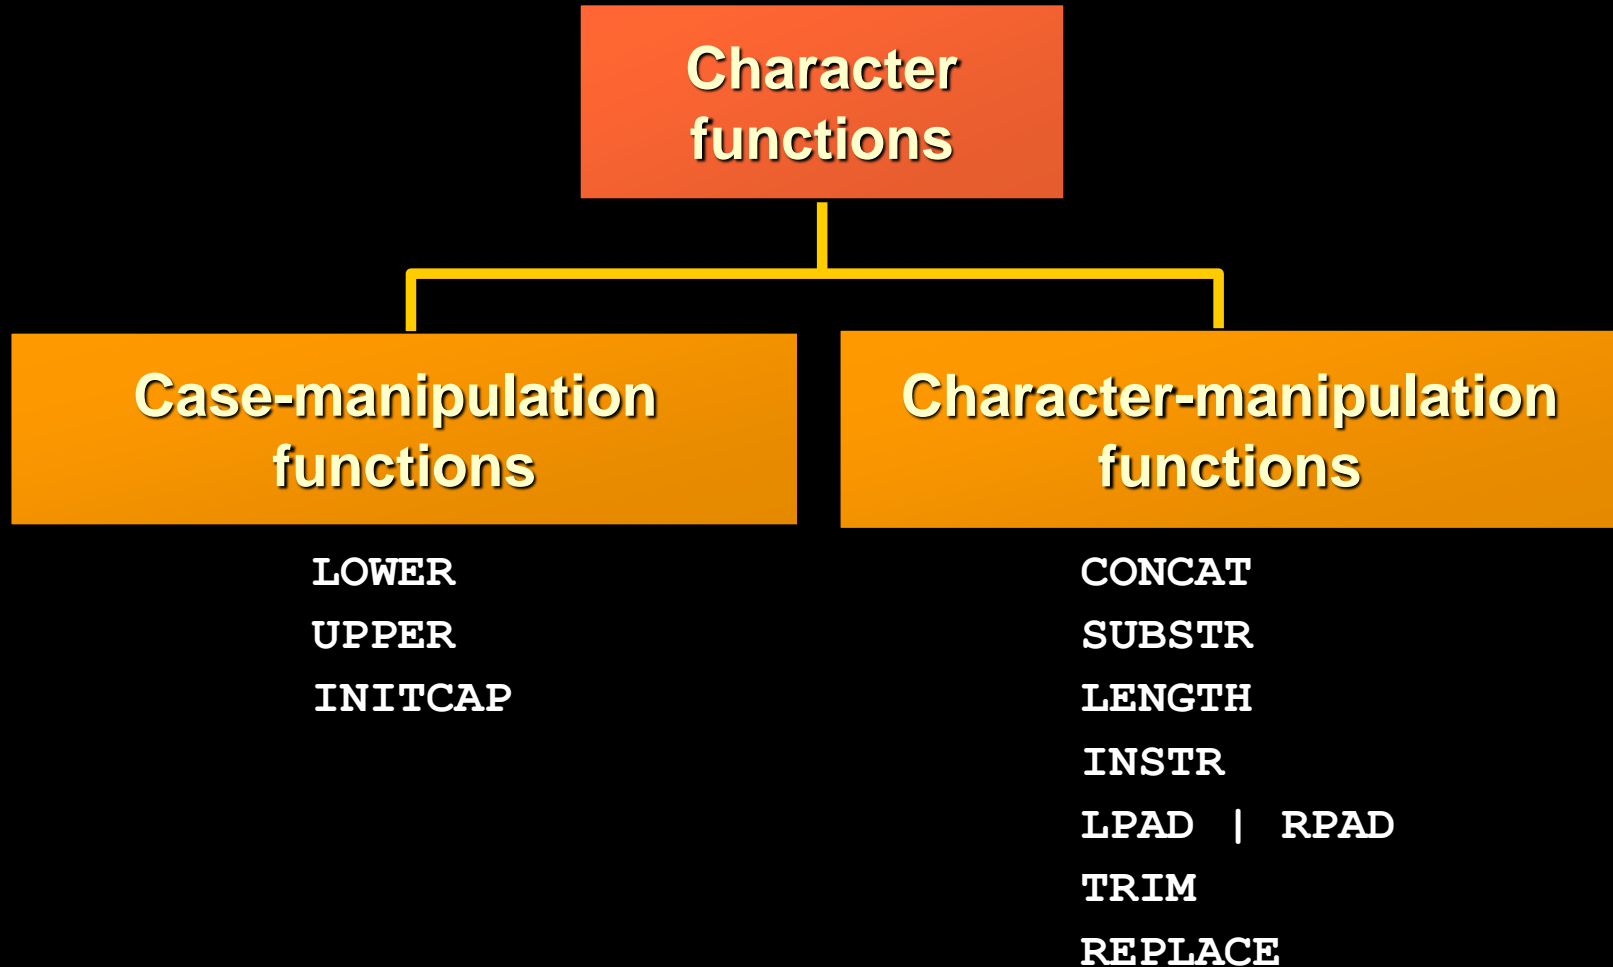 Character
functions
Case-manipulation
functions
Character-manipulation
functions
LOWER
UPPER
INITCAP
CONCAT
SUBSTR
LENGTH
INSTR
LPAD | RPAD
TRIM
REPLACE